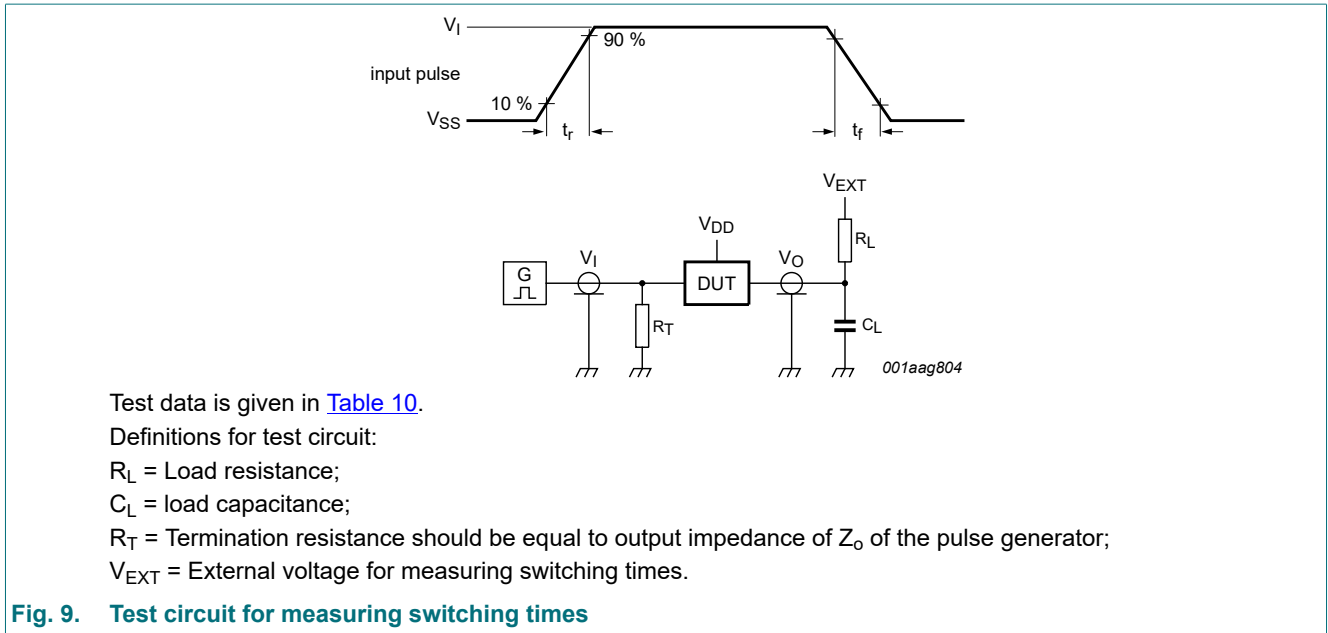 V_I
90 %
input pulse
10 %
V_SS
t_r
t_f
V_EXT
V_DD
R_L
V_I
V_O
G
DUT
R_T
C_L
001aag804
Test data is given in Table 10.
Definitions for test circuit:
R_L = Load resistance;
C_L = load capacitance;
R_T = Termination resistance should be equal to output impedance of Z_o of the pulse generator;
V_EXT = External voltage for measuring switching times.
Fig. 9. Test circuit for measuring switching times